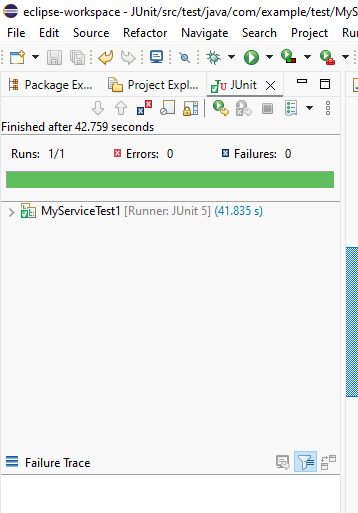 eclipse-workspace - JUnit/src/test/java/com/example/test/MyS
File Edit Source Refactor Navigate Search Project Ru
Package Ex... Project Expl... JUnit
Finished after 42.759 seconds
Runs: 1/1 Errors: 0 Failures: 0
MyServiceTest1 [Runner: JUnit 5] (41.835 s)
Failure Trace